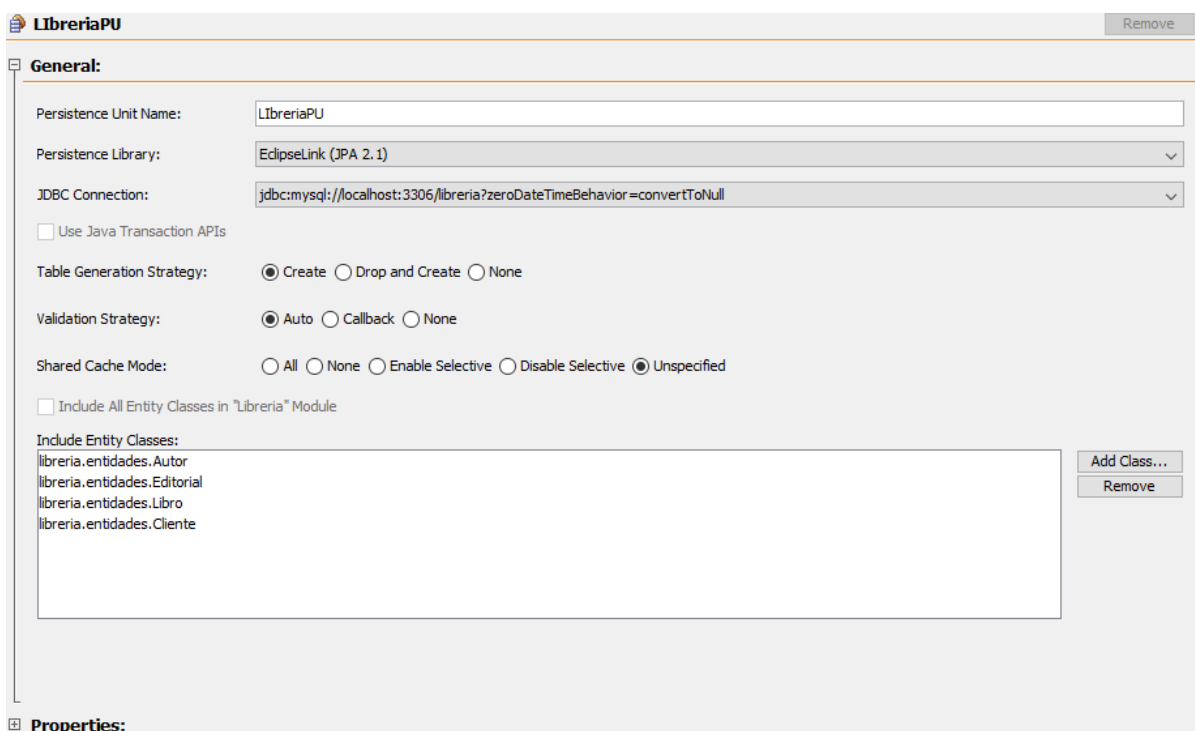 LIbreriaPU
Remove
General:
Persistence Unit Name:
LIbreriaPU
Persistence Library:
EclipseLink (JPA 2.1)
JDBC Connection:
jdbc:mysql://localhost:3306/libreria?zeroDateTimeBehavior=convertToNull
Use Java Transaction APIs
Table Generation Strategy:
Create Drop and Create None
Validation Strategy:
Auto Callback None
Shared Cache Mode:
All None Enable Selective Disable Selective Unspecified
Include All Entity Classes in "Libreria" Module
Include Entity Classes:
libreria.entidades.Autor
libreria.entidades.Editorial
libreria.entidades.Libro
libreria.entidades.Cliente
Add Class...
Remove
Properties: